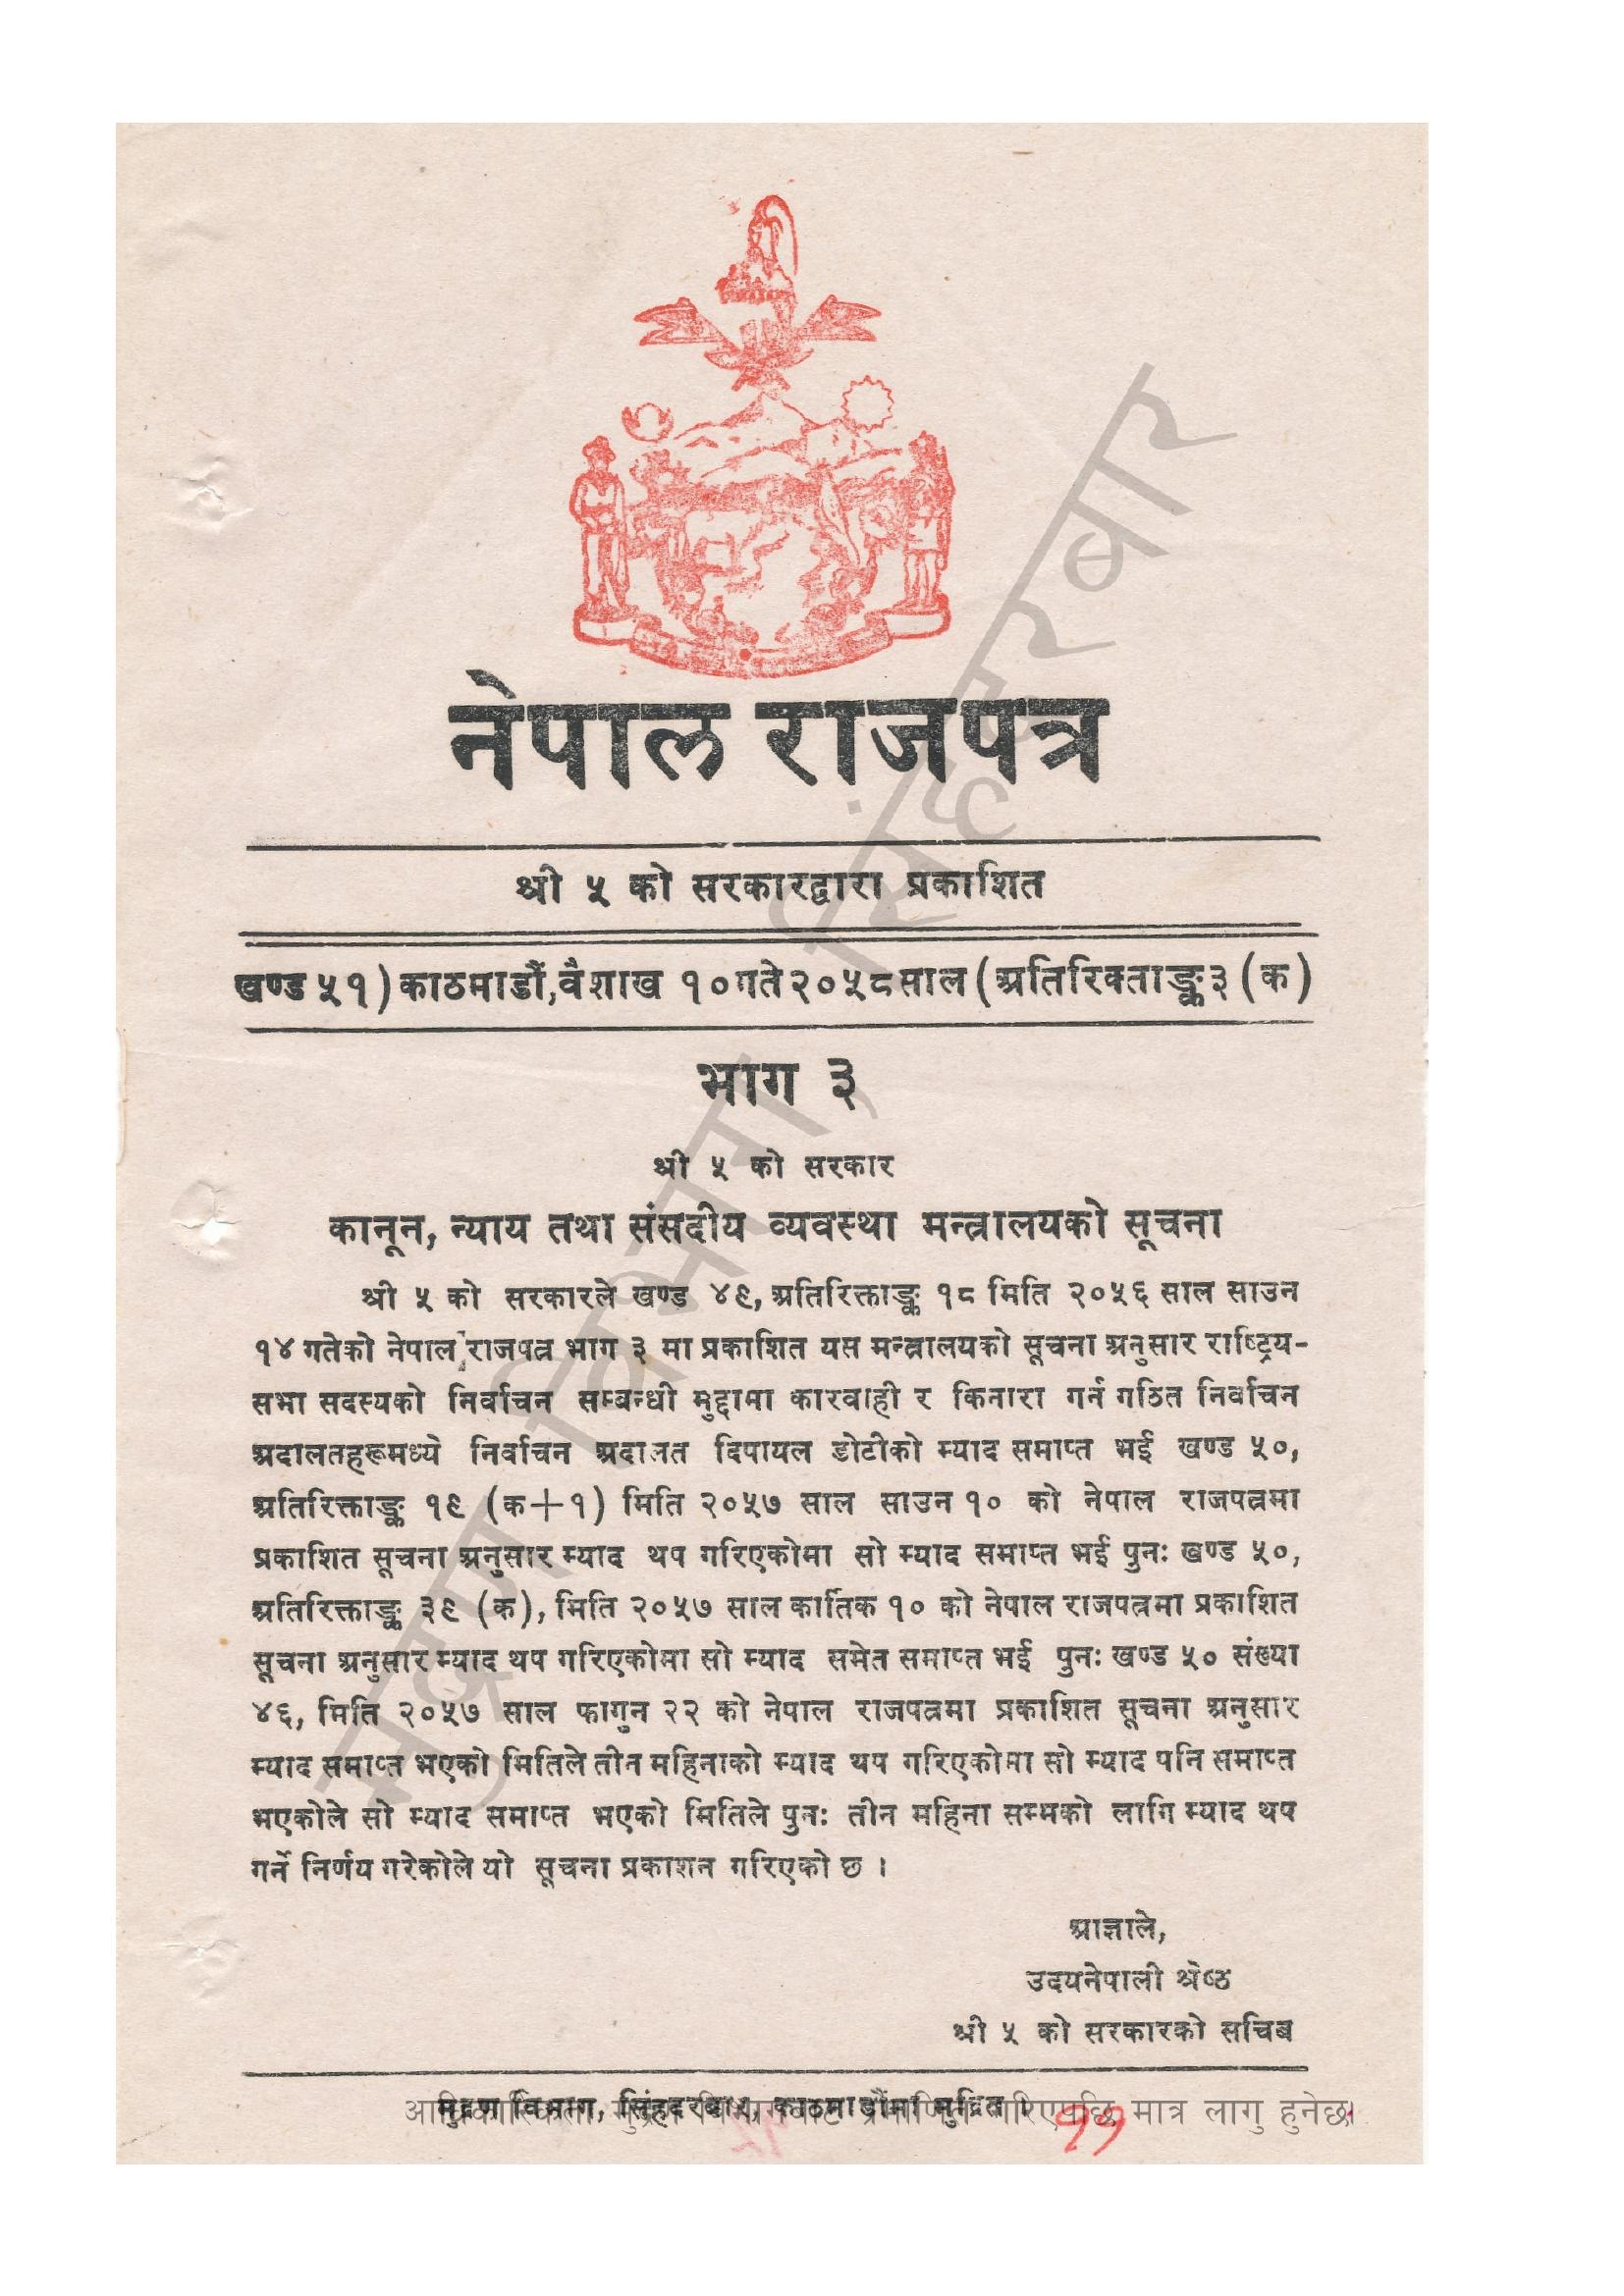 नेपाल राजपत्र
श्री ५ को सरकारद्वारा प्रकाशित
खण्ड ५१) काठमाडौं, वैशाख १० गते २०५८ साल (अतिरिक्ताङ्क ३ (क)
भाग ३
श्री ५ को सरकार
कानून, न्याय तथा संसदीय व्यवस्था मन्त्रालयको सूचना
श्री ५ को सरकारले खण्ड ४९, अतिरिक्ताङ्क १८ मिति २०५६ साल साउन
१४ गतेको नेपाल राजपत्र भाग ३ मा प्रकाशित यस मन्त्रालयको सूचना अनुसार राष्ट्रिय-
सभा सदस्यको निर्वाचन सम्बन्धी मुद्दामा कारवाही र किनारा गर्न गठित निर्वाचन
अदालतहरूमध्ये निर्वाचन अदालत दिपायल डोटीको म्याद समाप्त भई खण्ड ५०,
अतिरिक्ताङ्क १९ (क+१) मिति २०५७ साल साउन १० को नेपाल राजपत्रमा
प्रकाशित सूचना अनुसार म्याद थप गरिएकोमा सो म्याद समाप्त भई पुनः खण्ड ५०,
अतिरिक्ताङ्क ३९ (क), मिति २०५७ साल कार्तिक १० को नेपाल राजपत्रमा प्रकाशित
सूचना अनुसार म्याद थप गरिएकोमा सो म्याद समेत समाप्त भई पुनः खण्ड ५० संख्या
४६, मिति २०५७ साल फागुन २२ को नेपाल राजपत्रमा प्रकाशित सूचना अनुसार
म्याद समाप्त भएको मितिले तीन महिनाको म्याद थप गरिएकोमा सो म्याद पनि समाप्त
भएकोले सो म्याद समाप्त भएको मितिले पुनः तीन महिना सम्मको लागि म्याद थप
गर्ने निर्णय गरेकोले यो सूचना प्रकाशन गरिएको छ ।
आज्ञाले,
उदयनेपाली श्रेष्ठ
श्री ५ को सरकारको सचिव
मुद्रण विभाग, सिंहदरबार, काठमाडौंमा मुद्रित ।
मात्र लागु हुनेछ।
११
मुद्रण विभाग, सिंहदरबार